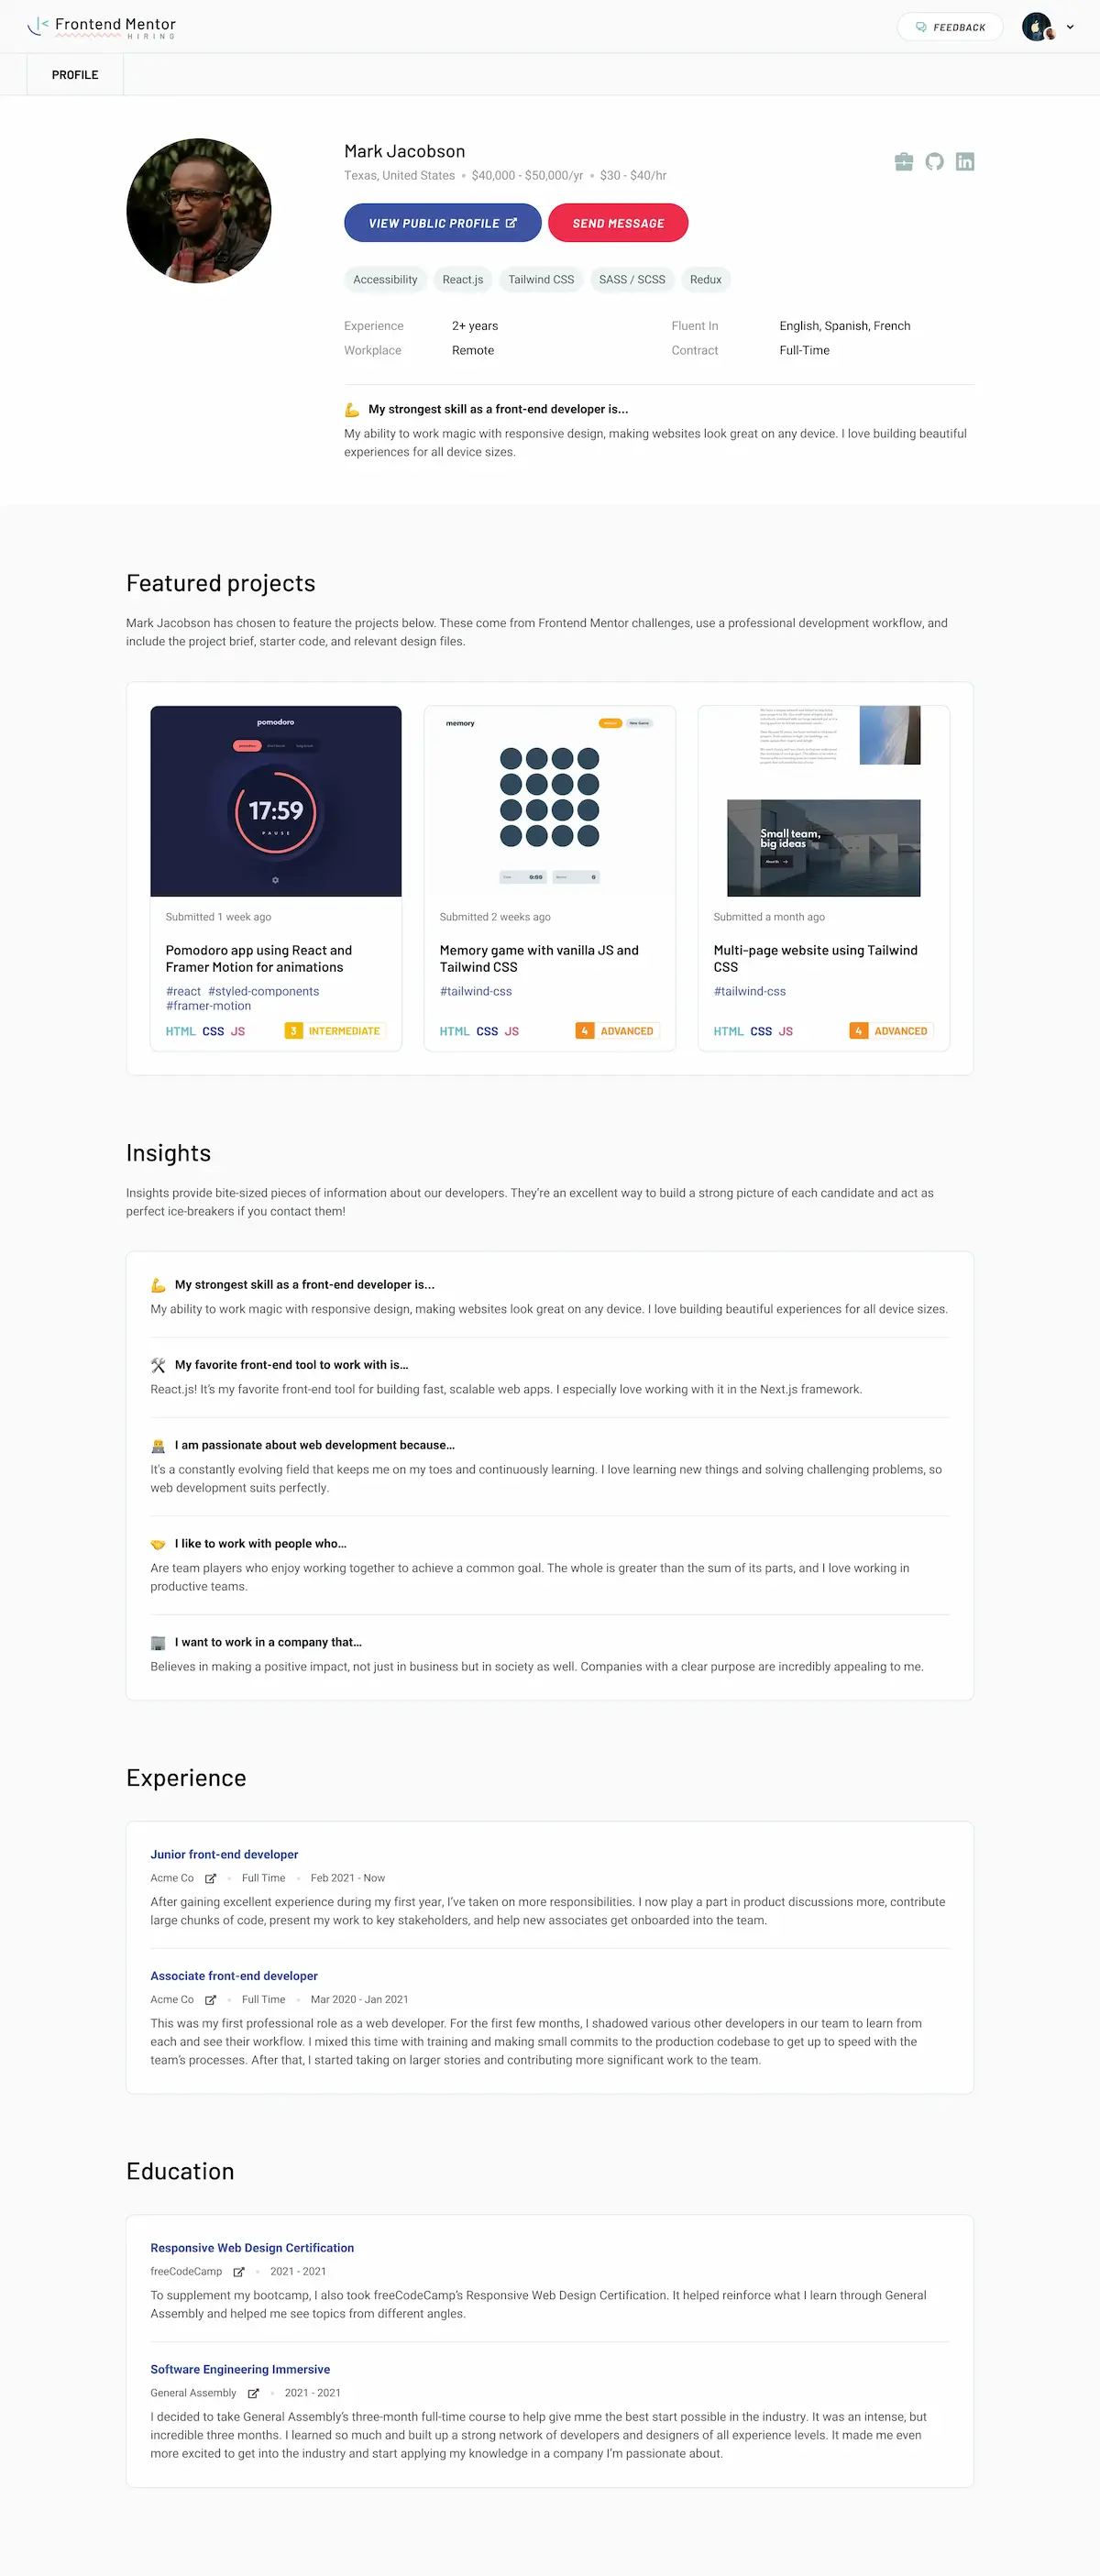 Frontend Mentor
HIRING
FEEDBACK
PROFILE
Mark Jacobson
Texas, United States • $40,000 - $50,000/yr • $30 - $40/hr
VIEW PUBLIC PROFILE
SEND MESSAGE
Accessibility React.js Tailwind CSS SASS / SCSS Redux
Experience 2+ years Fluent In English, Spanish, French
Workplace Remote Contract Full-Time
💪 My strongest skill as a front-end developer is...
My ability to work magic with responsive design, making websites look great on any device. I love building beautiful
experiences for all device sizes.
Featured projects
Mark Jacobson has chosen to feature the projects below. These come from Frontend Mentor challenges, use a professional development workflow, and
include the project brief, starter code, and relevant design files.
pomodoro
17:59
PAUSE
Submitted 1 week ago
Pomodoro app using React and
Framer Motion for animations
#react #styled-components
#framer-motion
HTML CSS JS 3 INTERMEDIATE
memory
New Game
Submitted 2 weeks ago
Memory game with vanilla JS and
Tailwind CSS
#tailwind-css
HTML CSS JS 4 ADVANCED
Small team,
big ideas
About Us
Submitted a month ago
Multi-page website using Tailwind
CSS
#tailwind-css
HTML CSS JS 4 ADVANCED
Insights
Insights provide bite-sized pieces of information about our developers. They're an excellent way to build a strong picture of each candidate and act as
perfect ice-breakers if you contact them!
💪 My strongest skill as a front-end developer is...
My ability to work magic with responsive design, making websites look great on any device. I love building beautiful experiences for all device sizes.
🛠 My favorite front-end tool to work with is...
React.js! It's my favorite front-end tool for building fast, scalable web apps. I especially love working with it in the Next.js framework.
I am passionate about web development because...
It's a constantly evolving field that keeps me on my toes and continuously learning. I love learning new things and solving challenging problems, so
web development suits perfectly.
🤝 I like to work with people who...
Are team players who enjoy working together to achieve a common goal. The whole is greater than the sum of its parts, and I love working in
productive teams.
🏢 I want to work in a company that...
Believes in making a positive impact, not just in business but in society as well. Companies with a clear purpose are incredibly appealing to me.
Experience
Junior front-end developer
Acme Co • Full Time • Feb 2021 - Now
After gaining excellent experience during my first year, I've taken on more responsibilities. I now play a part in product discussions more, contribute
large chunks of code, present my work to key stakeholders, and help new associates get onboarded into the team.
Associate front-end developer
Acme Co • Full Time • Mar 2020 - Jan 2021
This was my first professional role as a web developer. For the first few months, I shadowed various other developers in our team to learn from
each and see their workflow. I mixed this time with training and making small commits to the production codebase to get up to speed with the
team's processes. After that, I started taking on larger stories and contributing more significant work to the team.
Education
Responsive Web Design Certification
freeCodeCamp • 2021 - 2021
To supplement my bootcamp, I also took freeCodeCamp's Responsive Web Design Certification. It helped reinforce what I learn through General
Assembly and helped me see topics from different angles.
Software Engineering Immersive
General Assembly • 2021 - 2021
I decided to take General Assembly's three-month full-time course to help give mme the best start possible in the industry. It was an intense, but
incredible three months. I learned so much and built up a strong network of developers and designers of all experience levels. It made me even
more excited to get into the industry and start applying my knowledge in a company I'm passionate about.